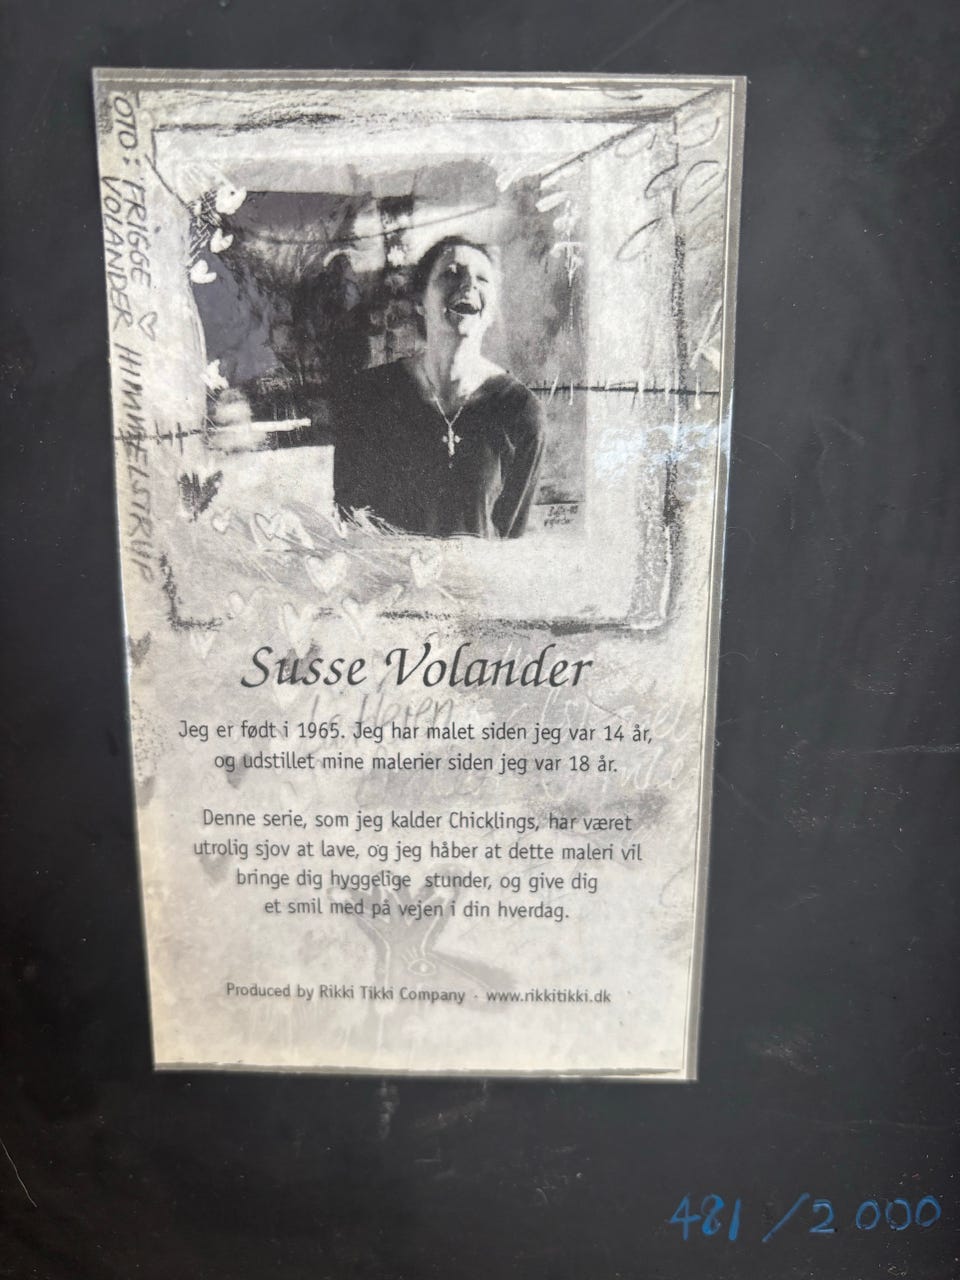 OTO: FRIGGE
VOLANDER HIMMELSTRUP
Susse Volander
Jeg er født i 1965. Jeg har malet siden jeg var 14 år,
og udstillet mine malerier siden jeg var 18 år.
Denne serie, som jeg kalder Chicklings, har været
utrolig sjov at lave, og jeg håber at dette maleri vil
bringe dig hyggelige stunder, og give dig
et smil med på vejen i din hverdag.
Produced by Rikki Tikki Company · www.rikkitikki.dk
481/2000